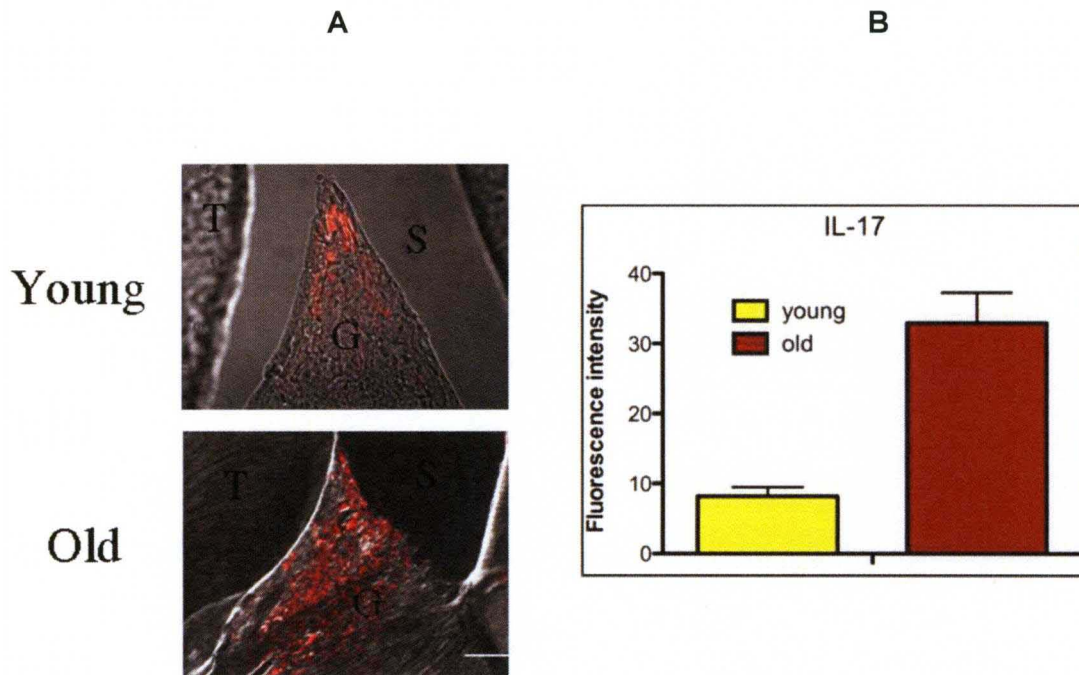 A
B
Young
T
S
G
Old
T
S
G
IL-17
Fluorescence intensity
40
30
20
10
0
young
old